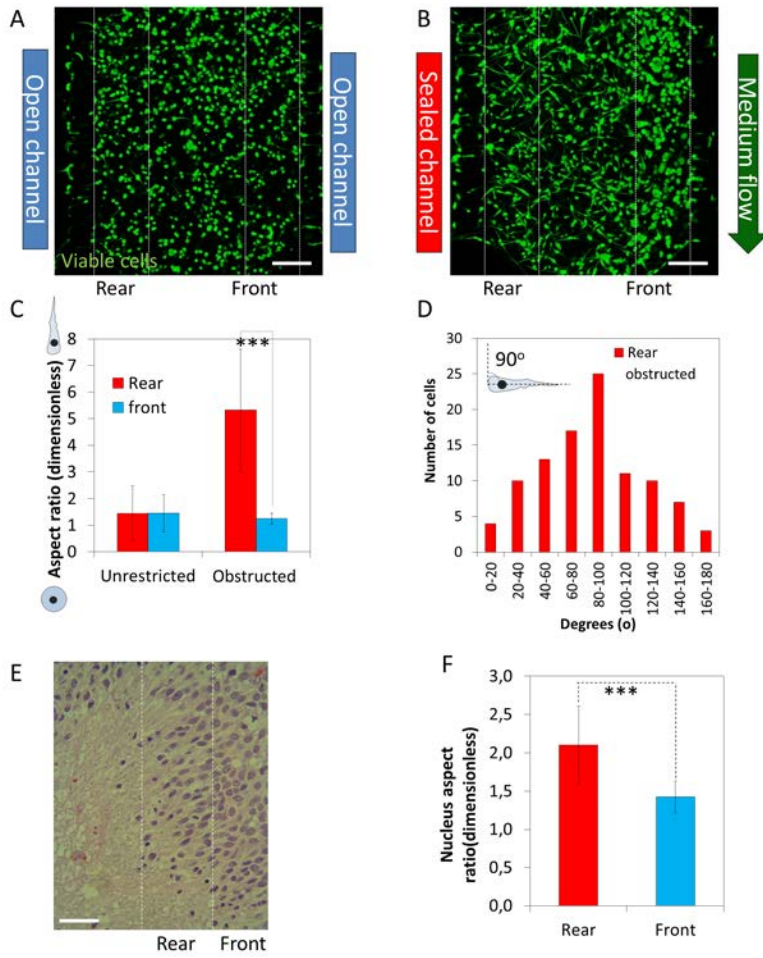 A
Open channel
Open channel
Viable cells
Rear
Front
B
Sealed channel
Medium flow
Rear
Front
C
Aspect ratio (dimensionless)
8
7
6
5
4
3
2
1
0
***
Rear
front
Unrestricted
Obstructed
D
Number of cells
30
25
20
15
10
5
0
90º
Rear
obstructed
0-20
20-40
40-60
60-80
80-100
100-120
120-140
140-160
160-180
Degrees (o)
E
Rear
Front
F
Nucleus aspect
ratio(dimensionless)
3,0
2,5
2,0
1,5
1,0
0,5
0,0
***
Rear
Front